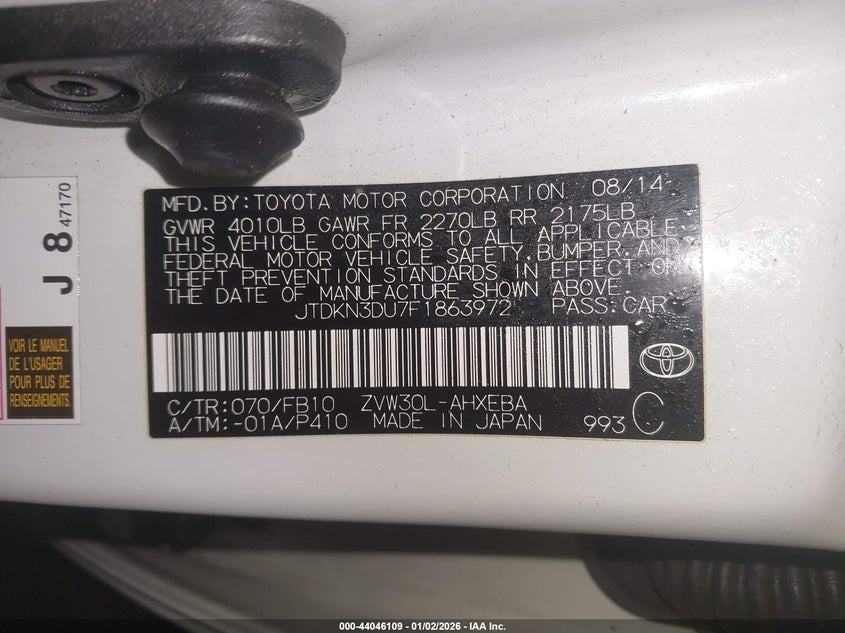 MFD.BY:TOYOTA MOTOR CORPORATION 08/14
GVWR 4010LB GAWR FR 2270LB RR 2175LB
THIS VEHICLE CONFORMS TO ALL APPLICABLE
FEDERAL MOTOR VEHICLE SAFETY,BUMPER,AND
THEFT PREVENTION STANDARDS IN EFFECT ON
THE DATE OF MANUFACTURE SHOWN ABOVE.
JTDKN3DU7F1863972 PASS.CAR
C/TR:070/FB10 ZVW30L-AHXEBA
A/TM:-01A/P410 MADE IN JAPAN 993 C
J 8 47170
VOIR LE MANUEL
DE L'USAGER
POUR PLUS DE
RENSEIGNEMENTS.
000-44046109 - 01/02/2026 - IAA Inc.